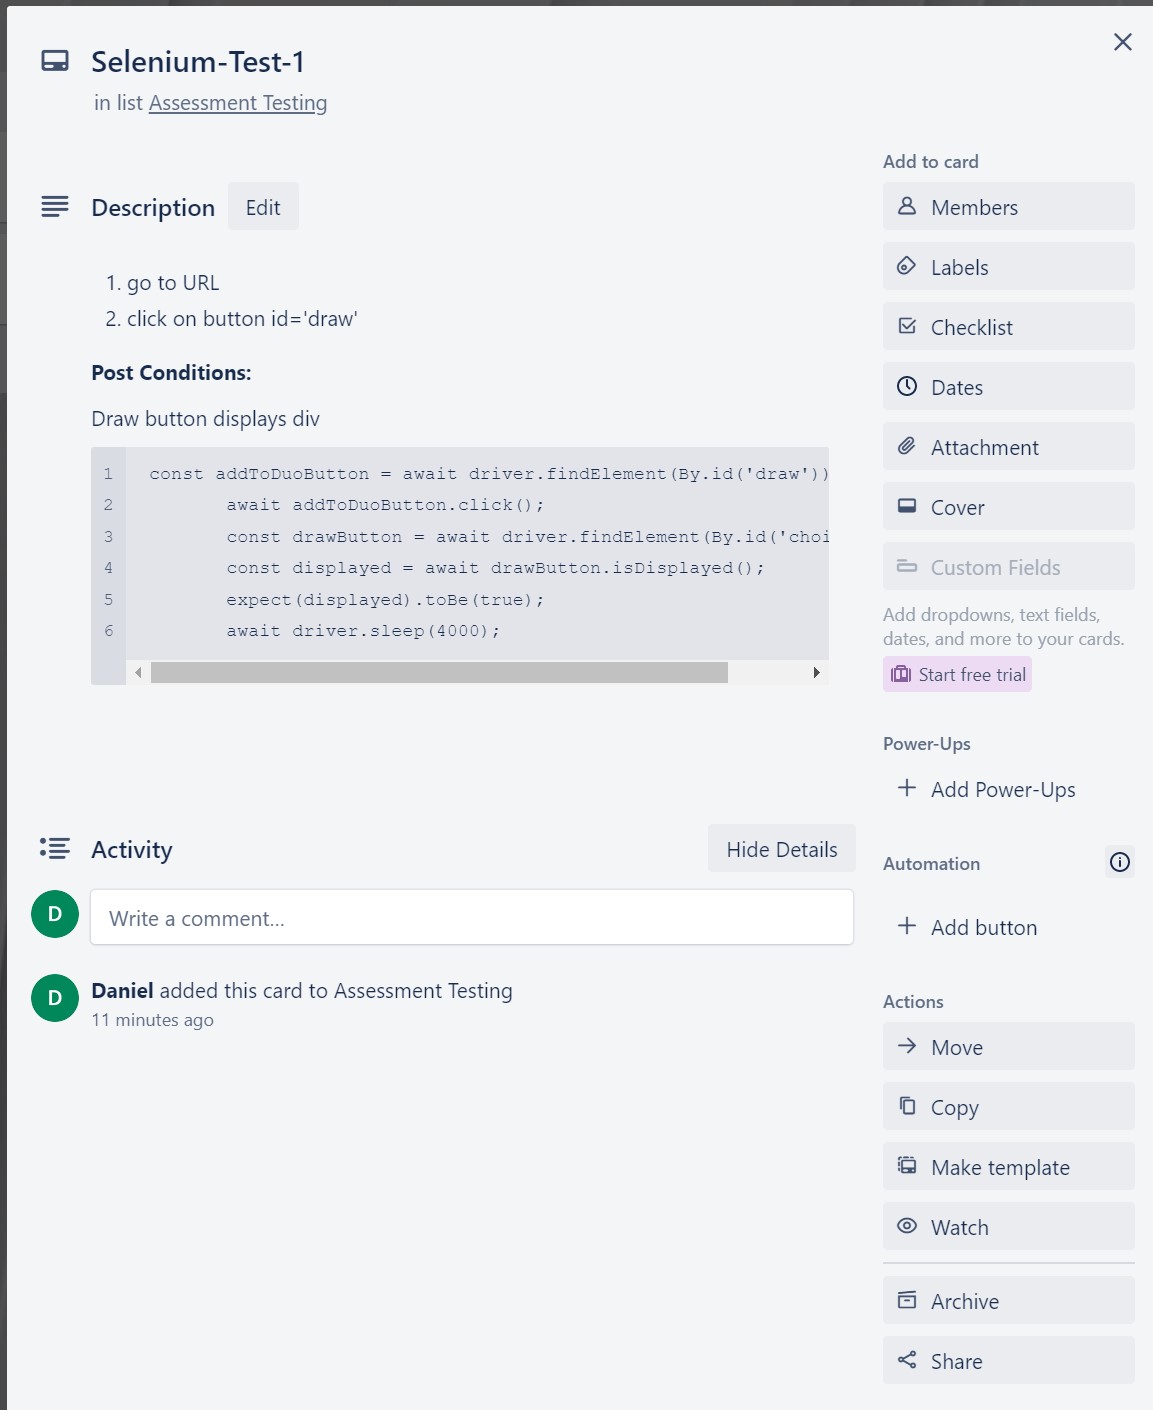 Selenium-Test-1
in list Assessment Testing
Description
Edit
1. go to URL
2. click on button id='draw'
Post Conditions:
Draw button displays div
1 const addToDuoButton = await driver.findElement(By.id('draw'))
2 await addToDuoButton.click();
3 const drawButton = await driver.findElement(By.id('choi
4 const displayed = await drawButton.isDisplayed();
5 expect(displayed).toBe(true);
6 await driver.sleep(4000);
Activity
Hide Details
D
Write a comment…
D
Daniel added this card to Assessment Testing
11 minutes ago
Add to card
Members
Labels
Checklist
Dates
Attachment
Cover
Custom Fields
Add dropdowns, text fields,
dates, and more to your cards.
Start free trial
Power-Ups
Add Power-Ups
Automation
Add button
Actions
Move
Copy
Make template
Watch
Archive
Share